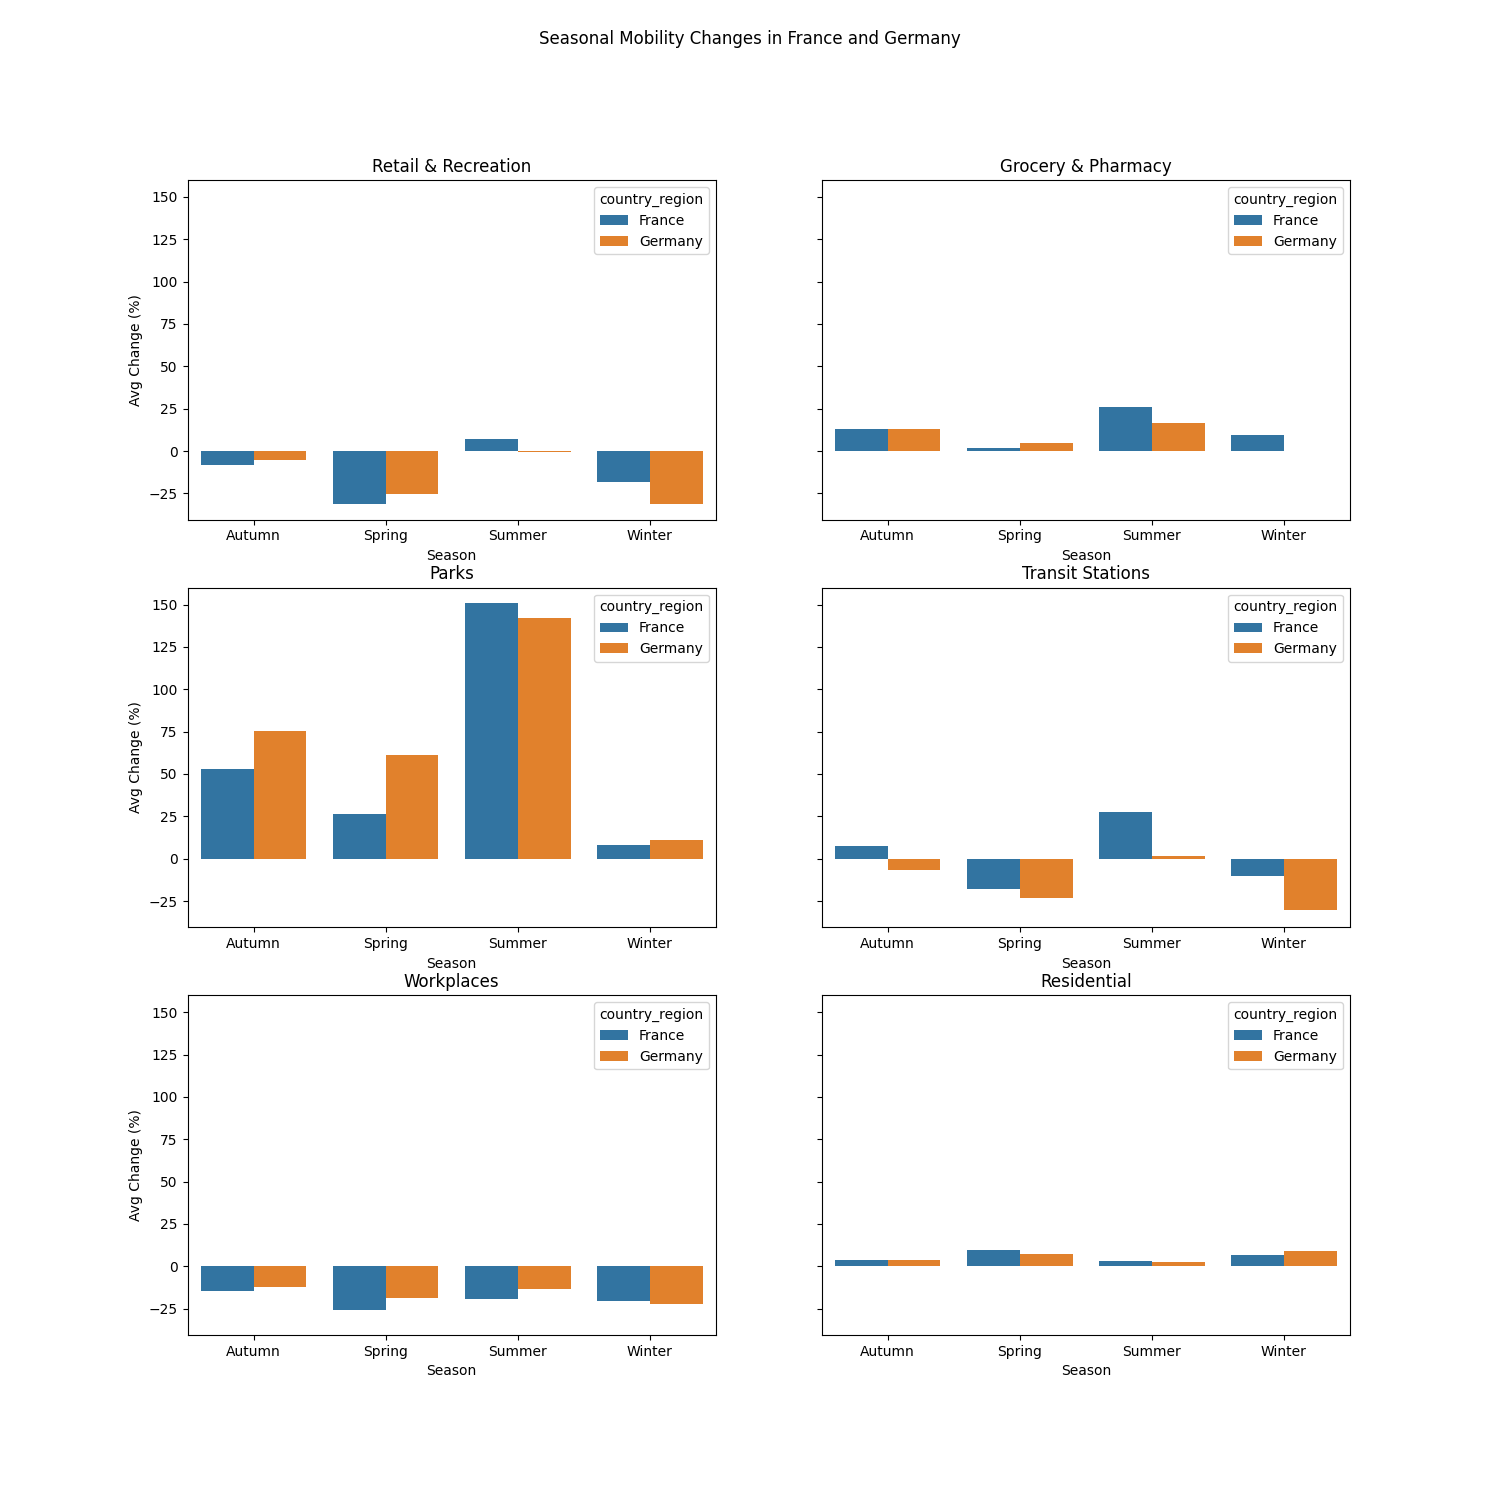 Seasonal Mobility Changes in France and Germany
Retail & Recreation
country_region
France
Germany
150
125
100
75
50
25
0
−25
Avg Change (%)
Autumn Spring Summer Winter
Season
Grocery & Pharmacy
country_region
France
Germany
Autumn Spring Summer Winter
Season
Parks
country_region
France
Germany
150
125
100
75
50
25
0
−25
Avg Change (%)
Autumn Spring Summer Winter
Season
Transit Stations
country_region
France
Germany
Autumn Spring Summer Winter
Season
Workplaces
country_region
France
Germany
150
125
100
75
50
25
0
−25
Avg Change (%)
Autumn Spring Summer Winter
Season
Residential
country_region
France
Germany
Autumn Spring Summer Winter
Season